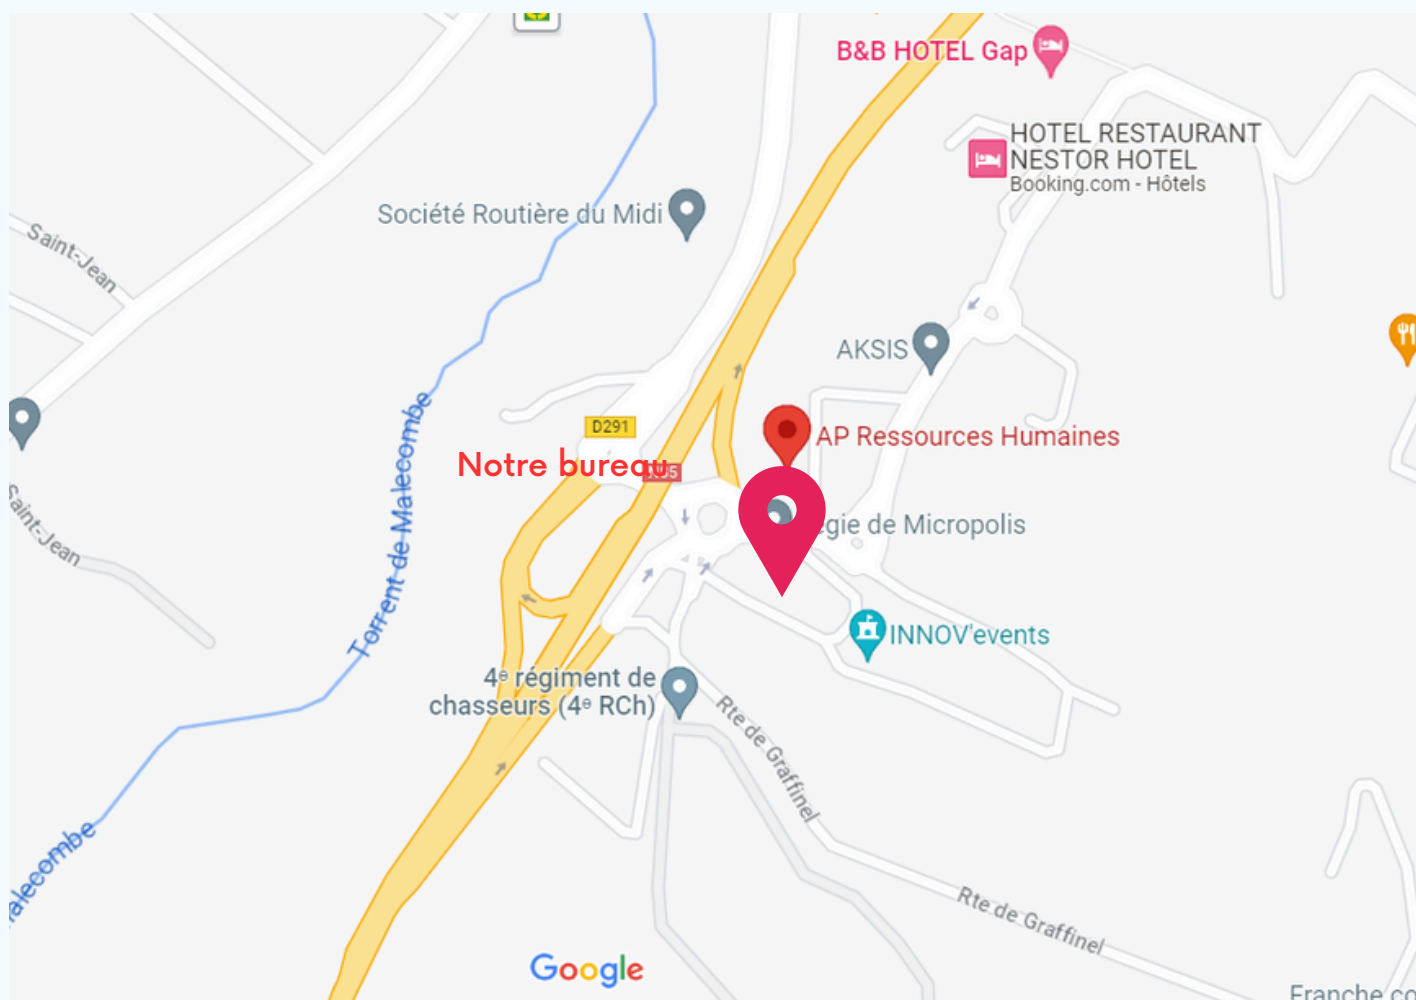 B&B HOTEL Gap
HOTEL RESTAURANT
NESTOR HOTEL
Booking.com - Hôtels
Société Routière du Midi
Saint-Jean
AKSIS
D291
AP Ressources Humaines
Notre bureau
Torrent de Malecombe
Saint-Jean
de Micropolis
INNOV'events
4e régiment de
chasseurs (4e RCh)
Rte de Graffinel
Rte de Graffinel
Google